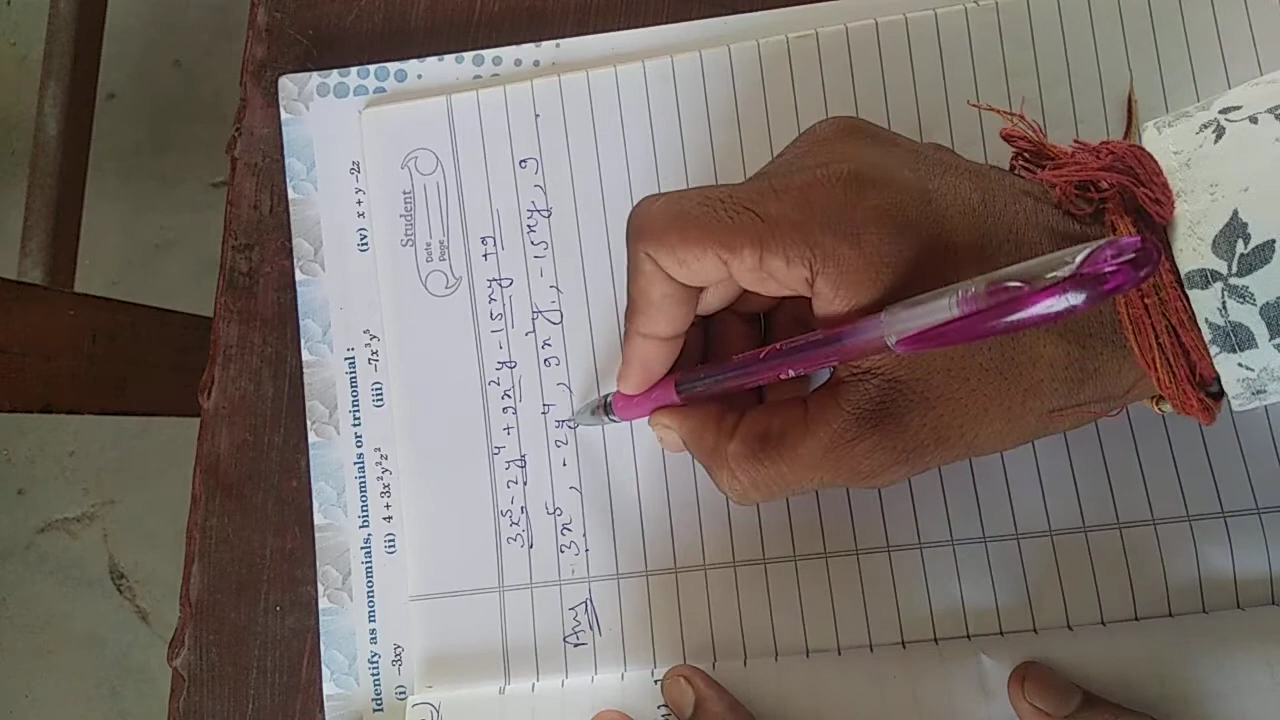 Identify as monomials, binomials or trinomial :
(i) −3xy (ii) 4 + 3x²y²z² (iii) −7x³y⁵ (iv) x + y −2z
Student
Date
Page
3x⁵ - 2y⁴ + 9x²y - 15xy + 9
Ans - 3x⁵, - 2y⁴, 9x²y, -15xy, 9